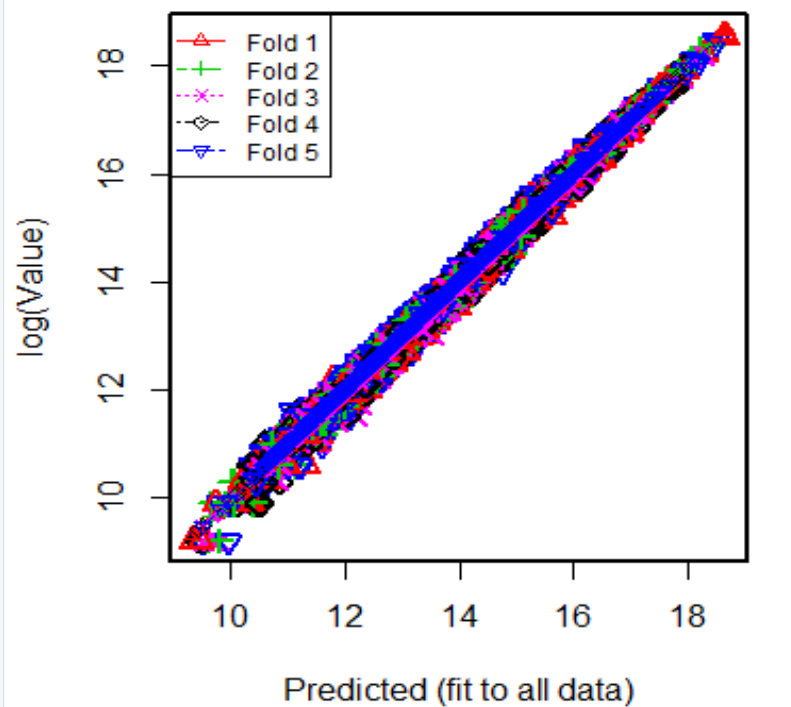 Fold 1
Fold 2
Fold 3
Fold 4
Fold 5
18
16
14
12
10
log(Value)
10 12 14 16 18
Predicted (fit to all data)